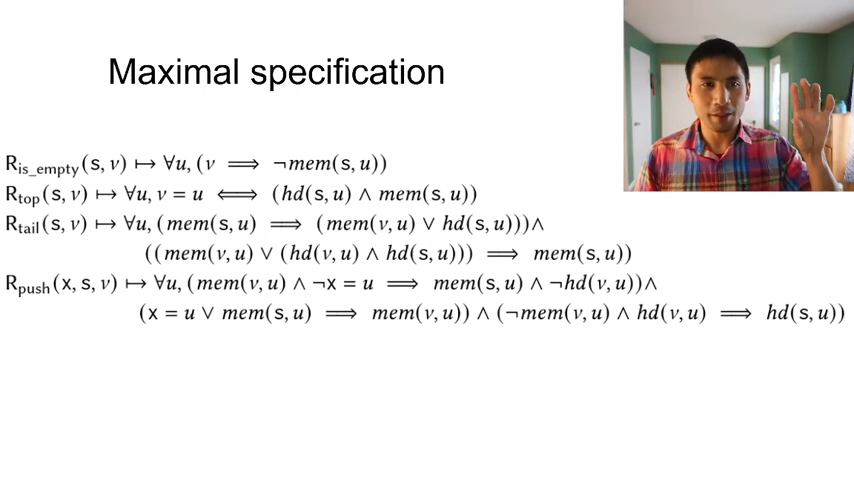 Maximal specification
R_is_empty(s, ν) ↦ ∀u, (ν ⟹ ¬mem(s, u))
R_top(s, ν) ↦ ∀u, ν = u ⟺ (hd(s, u) ∧ mem(s, u))
R_tail(s, ν) ↦ ∀u, (mem(s, u) ⟹ (mem(ν, u) ∨ hd(s, u)))∧
((mem(ν, u) ∨ (hd(ν, u) ∧ hd(s, u))) ⟹ mem(s, u))
R_push(x, s, ν) ↦ ∀u, (mem(ν, u) ∧ ¬x = u ⟹ mem(s, u) ∧ ¬hd(ν, u))∧
(x = u ∨ mem(s, u) ⟹ mem(ν, u)) ∧ (¬mem(ν, u) ∧ hd(ν, u) ⟹ hd(s, u))